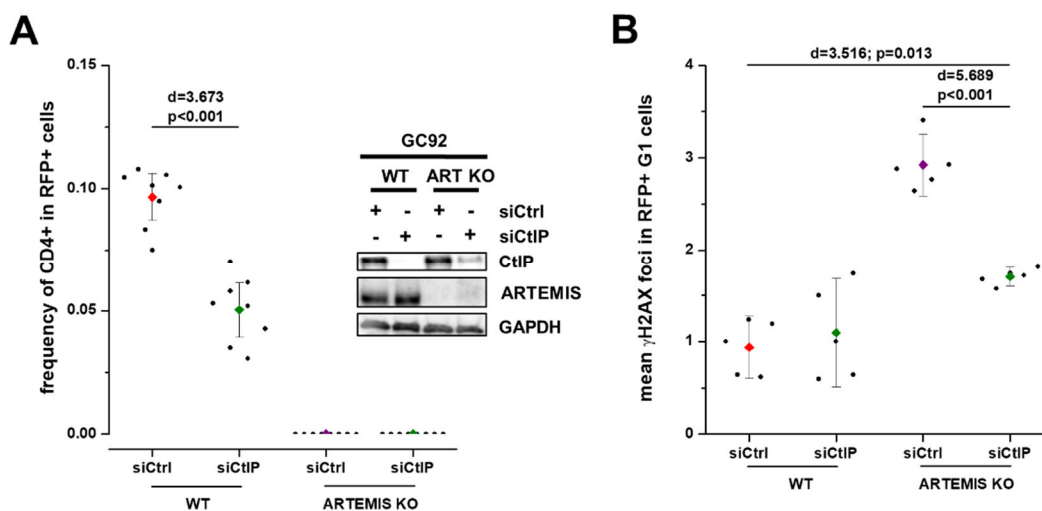 A
frequency of CD4+ in RFP+ cells
0.15
0.10
0.05
0.00
d=3.673
p<0.001
GC92
WT ART KO
+ - + - siCtrl
- + - + siCtIP
CtIP
ARTEMIS
GAPDH
siCtrl siCtIP siCtrl siCtIP
WT ARTEMIS KO
B
mean γH2AX foci in RFP+ G1 cells
4
3
2
1
0
d=3.516; p=0.013
d=5.689
p<0.001
siCtrl siCtIP siCtrl siCtIP
WT ARTEMIS KO